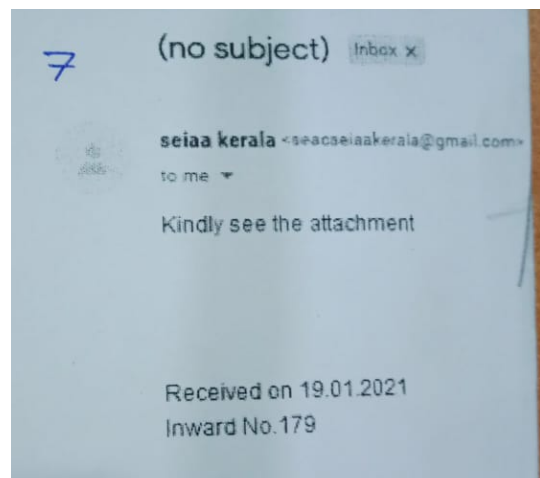 7
(no subject) Inbox x
seiaa kerala <seacseiaakerala@gmail.com>
to me
Kindly see the attachment
Received on 19.01.2021
Inward No.179